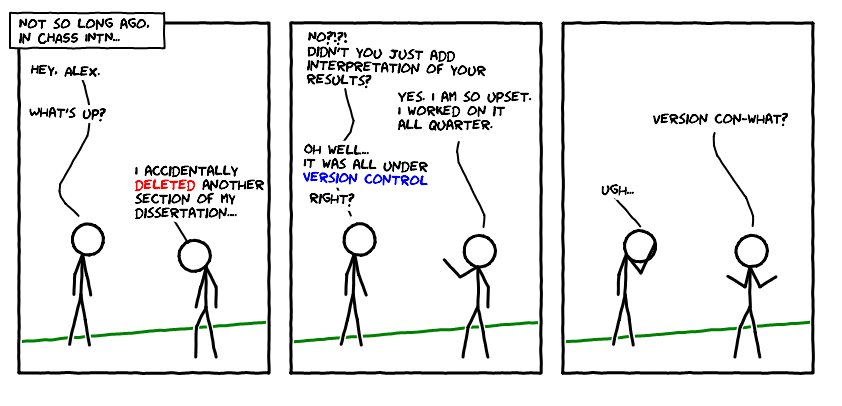 NOT SO LONG AGO.
IN CHASS INTN...
HEY, ALEX.
WHAT'S UP?
I ACCIDENTALLY
DELETED ANOTHER
SECTION OF MY
DISSERTATION....
NO?!?!
DIDN'T YOU JUST ADD
INTERPRETATION OF YOUR
RESULTS?
YES. I AM SO UPSET.
I WORKED ON IT
ALL QUARTER.
OH WELL...
IT WAS ALL UNDER
VERSION CONTROL
RIGHT?
VERSION CON-WHAT?
UGH...